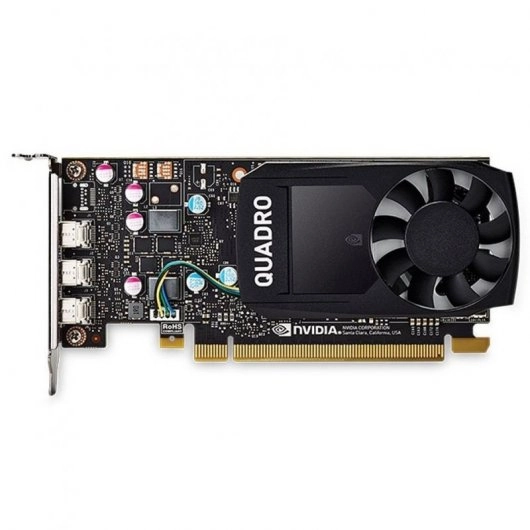 QUADRO
NVIDIA
NVIDIA CORPORATION
Santa Clara, California, USA
RoHS